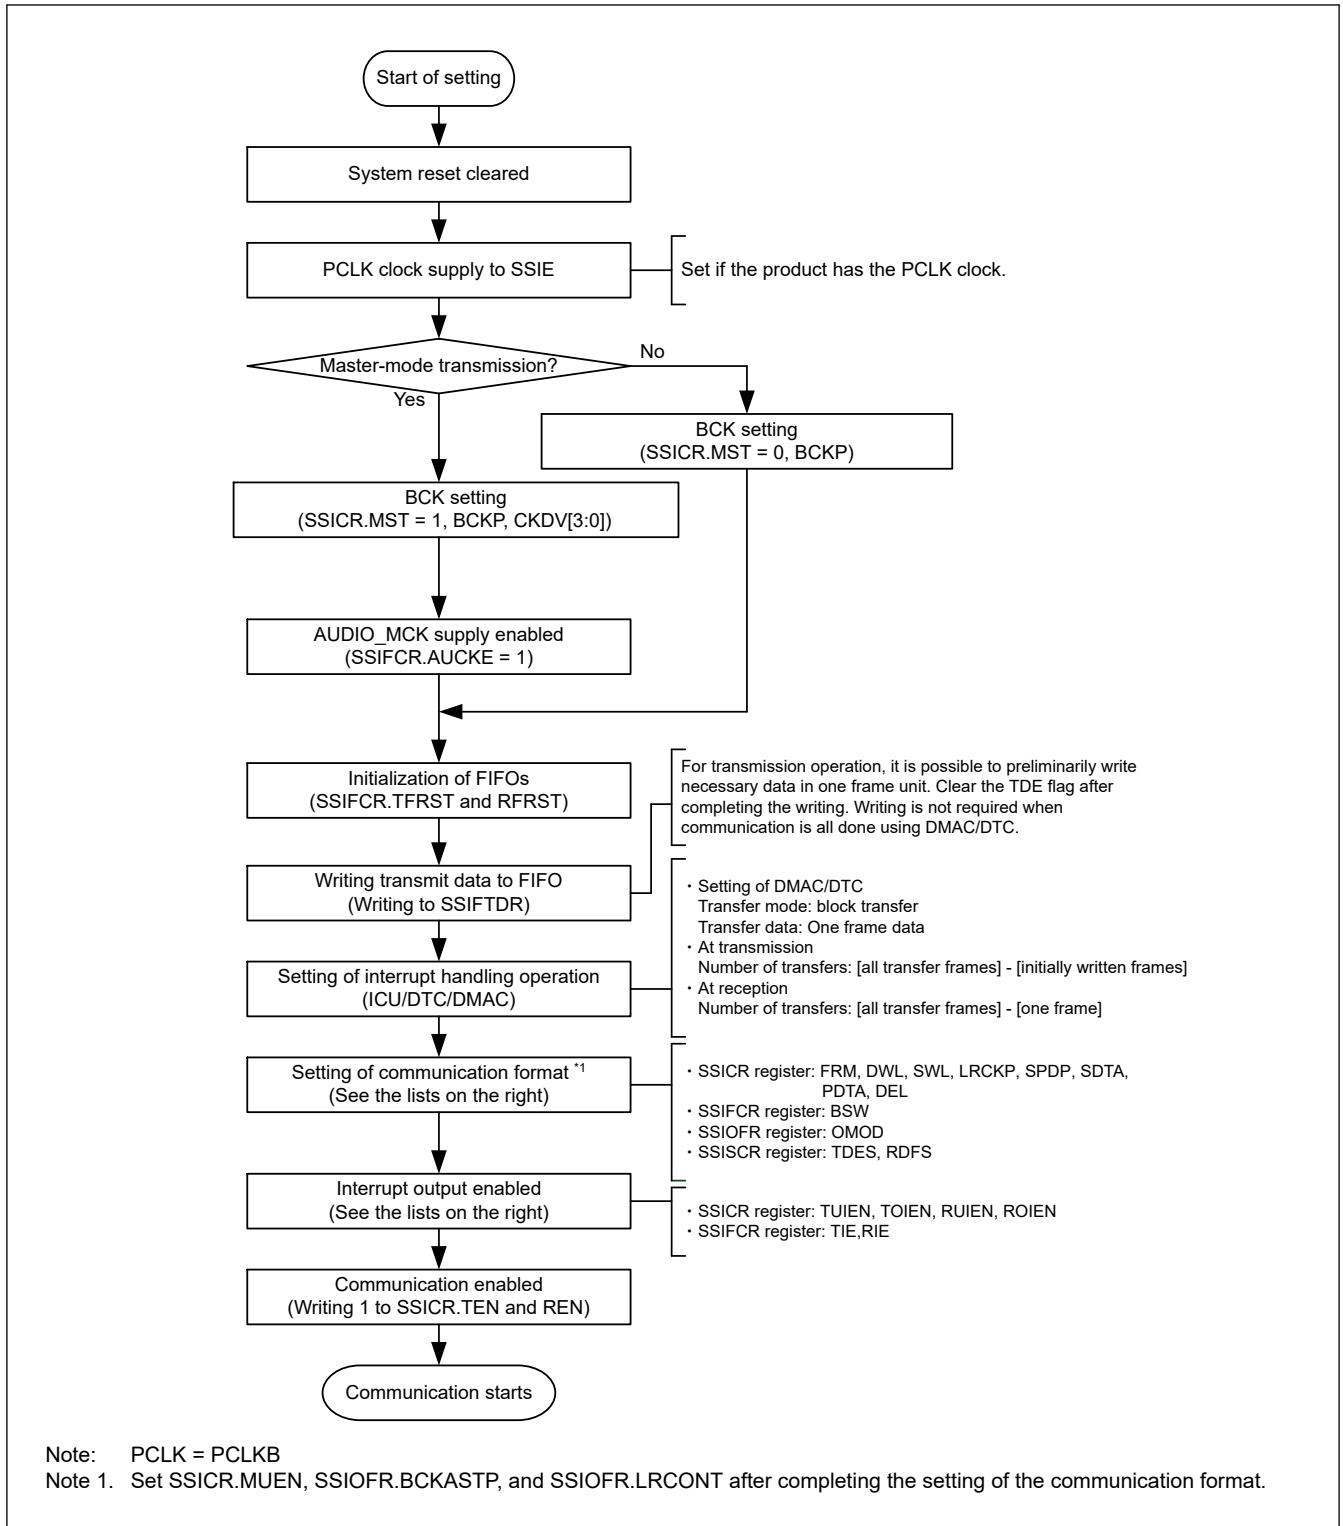 Start of setting
System reset cleared
PCLK clock supply to SSIE
Set if the product has the PCLK clock.
Master-mode transmission?
No
Yes
BCK setting
(SSICR.MST = 0, BCKP)
BCK setting
(SSICR.MST = 1, BCKP, CKDV[3:0])
AUDIO_MCK supply enabled
(SSIFCR.AUCKE = 1)
Initialization of FIFOs
(SSIFCR.TFRST and RFRST)
For transmission operation, it is possible to preliminarily write
necessary data in one frame unit. Clear the TDE flag after
completing the writing. Writing is not required when
communication is all done using DMAC/DTC.
Writing transmit data to FIFO
(Writing to SSIFTDR)
・Setting of DMAC/DTC
Transfer mode: block transfer
Transfer data: One frame data
・At transmission
Number of transfers: [all transfer frames] - [initially written frames]
・At reception
Number of transfers: [all transfer frames] - [one frame]
Setting of interrupt handling operation
(ICU/DTC/DMAC)
Setting of communication format *1
(See the lists on the right)
・SSICR register: FRM, DWL, SWL, LRCKP, SPDP, SDTA,
PDTA, DEL
・SSIFCR register: BSW
・SSIOFR register: OMOD
・SSISCR register: TDES, RDFS
Interrupt output enabled
(See the lists on the right)
・SSICR register: TUIEN, TOIEN, RUIEN, ROIEN
・SSIFCR register: TIE,RIE
Communication enabled
(Writing 1 to SSICR.TEN and REN)
Communication starts
Note: PCLK = PCLKB
Note 1. Set SSICR.MUEN, SSIOFR.BCKASTP, and SSIOFR.LRCONT after completing the setting of the communication format.